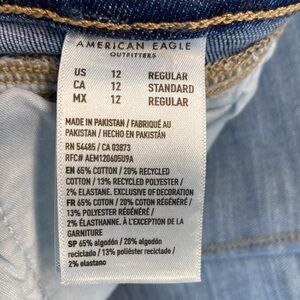 AMERICAN EAGLE
OUTFITTERS
US 12 REGULAR
CA 12 STANDARD
MX 12 REGULAR
MADE IN PAKISTAN / FABRIQUÉ AU
PAKISTAN / HECHO EN PAKISTÁN
RN 54485 / CA 03873
RFC# AEM120605U9A
EN 65% COTTON / 20% RECYCLED
COTTON / 13% RECYCLED POLYESTER /
2% ELASTANE. EXCLUSIVE OF DECORATION
FR 65% COTON / 20% COTON RÉGÉNÉRÉ /
13% POLYESTER RÉGÉNÉRÉ /
2% ÉLASTHANNE. À L'EXCEPTION DE LA
GARNITURE
SP 65% algodón / 20% algodón
reciclado / 13% poliéster reciclado /
2% elastano